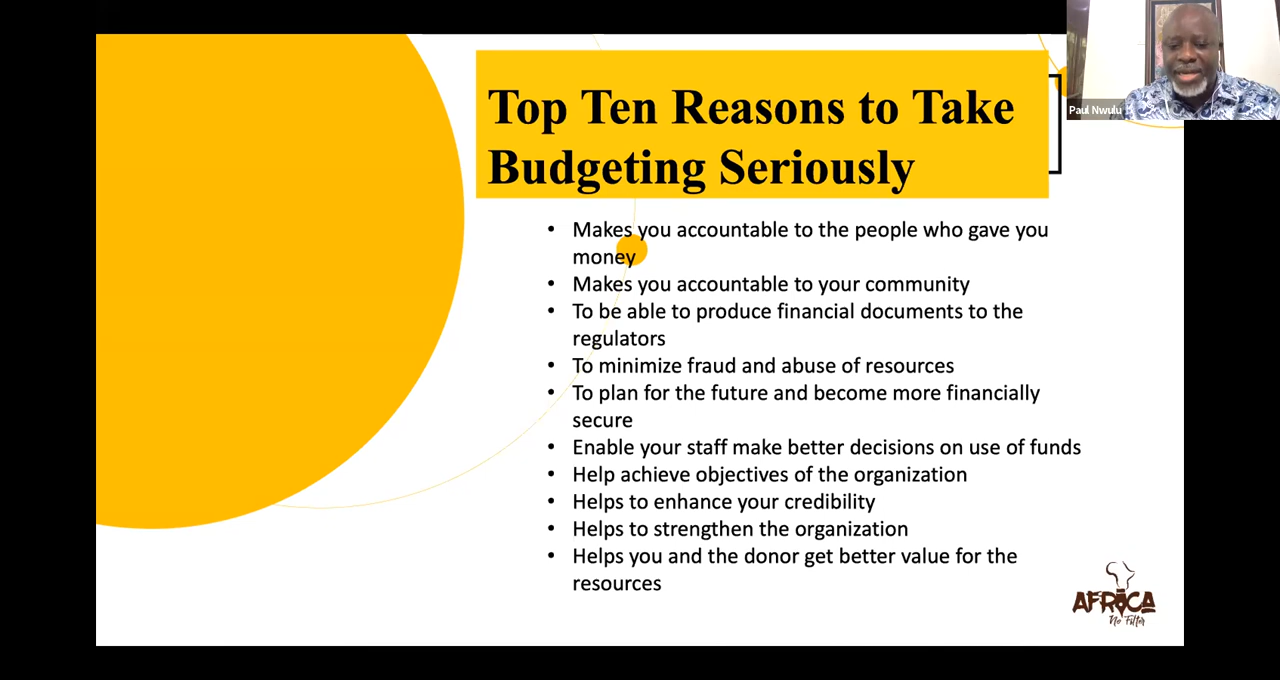 Top Ten Reasons to Take
Budgeting Seriously
Paul Nwulu
• Makes you accountable to the people who gave you
money
• Makes you accountable to your community
• To be able to produce financial documents to the
regulators
• To minimize fraud and abuse of resources
• To plan for the future and become more financially
secure
• Enable your staff make better decisions on use of funds
• Help achieve objectives of the organization
• Helps to enhance your credibility
• Helps to strengthen the organization
• Helps you and the donor get better value for the
resources
AFRICA
No Filter